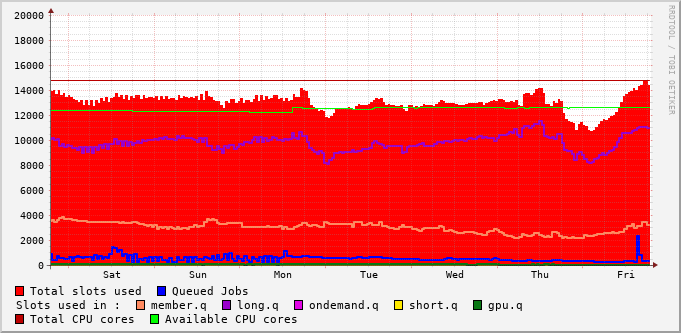 RRDTOOL / TOBI OETIKER
20000
18000
16000
14000
12000
10000
8000
6000
4000
2000
0
Sat Sun Mon Tue Wed Thu Fri
Total slots used Queued Jobs
Slots used in : member.q long.q ondemand.q short.q gpu.q
Total CPU cores Available CPU cores